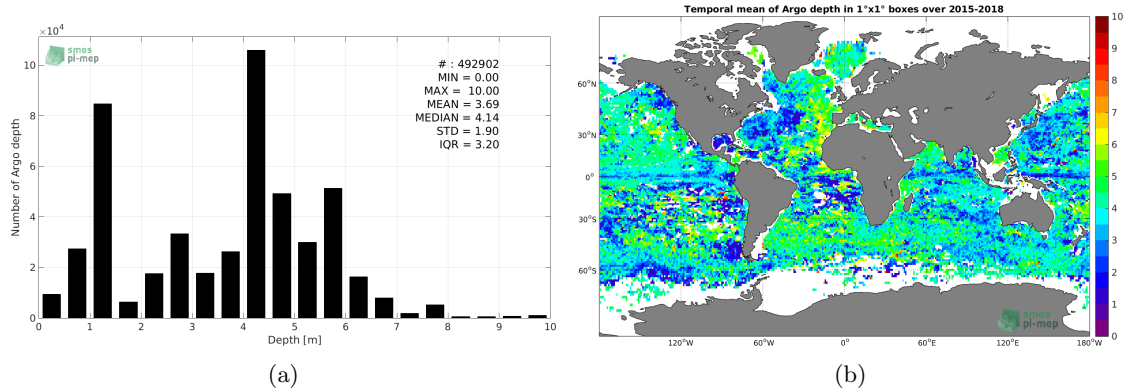 Temporal mean of Argo depth in 1°x1° boxes over 2015-2018
×10⁴
smos
pi-mep
# : 492902
MIN = 0.00
MAX = 10.00
MEAN = 3.69
MEDIAN = 4.14
STD = 1.90
IQR = 3.20
Number of Argo depth
10
8
6
4
2
0
0 1 2 3 4 5 6 7 8 9 10
Depth [m]
(a)
60°N
30°N
0°
30°S
60°S
120°W 60°W 0° 60°W 120°W 180°W
10
9
8
7
6
5
4
3
2
1
0
smos
pi-mep
(b)